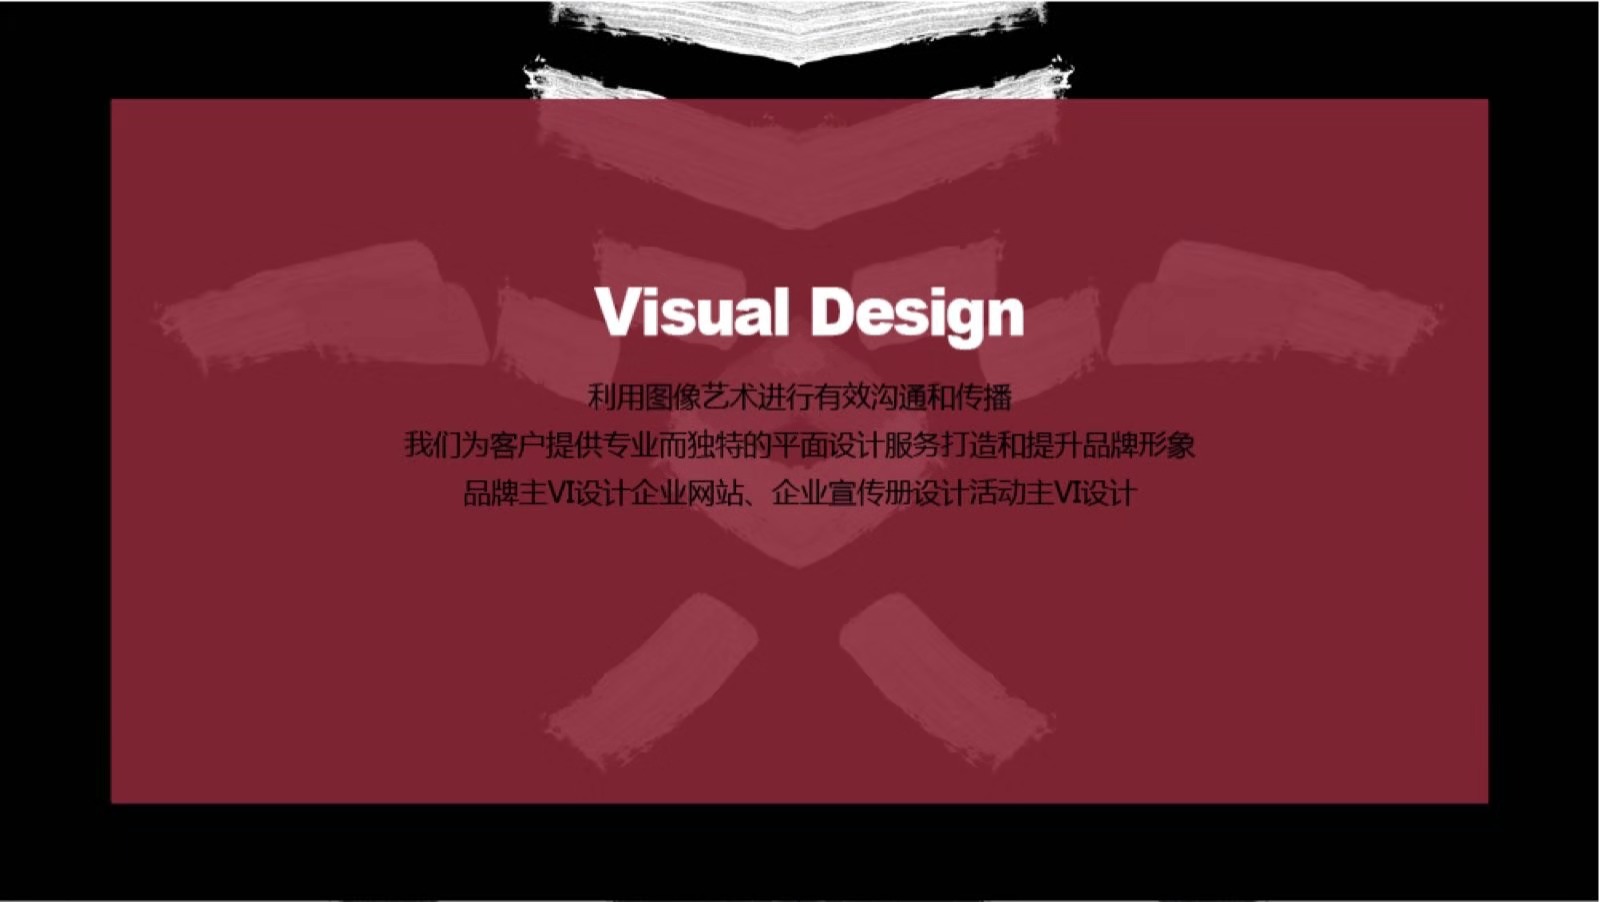 Visual Design
利用图像艺术进行有效沟通和传播
我们为客户提供专业而独特的平面设计服务打造和提升品牌形象
品牌主VI设计企业网站、企业宣传册设计活动主VI设计